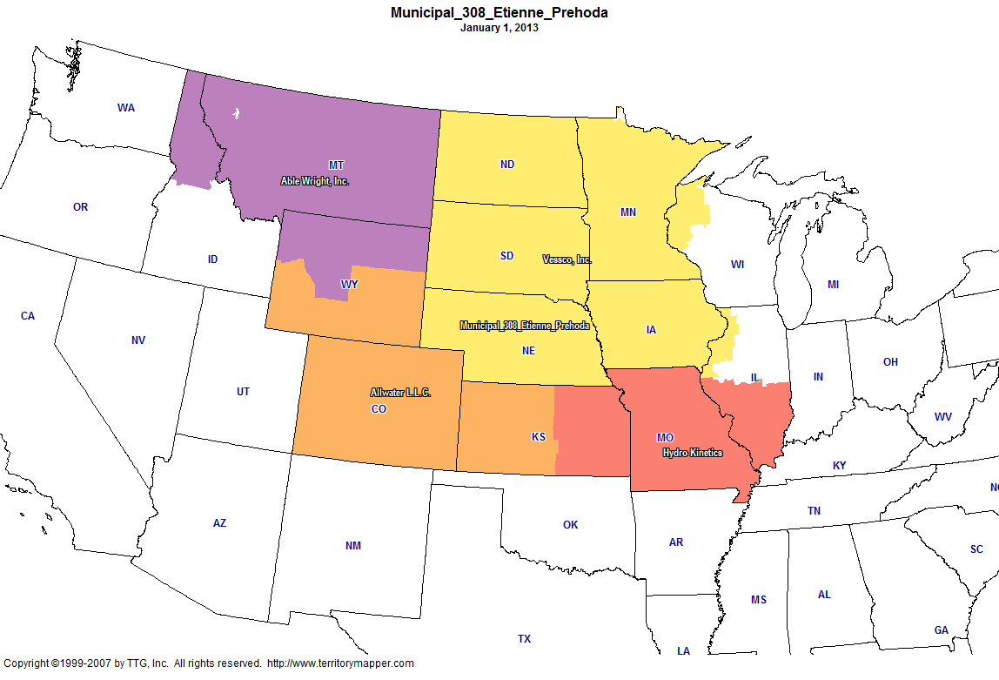 Municipal_308_Etienne_Prehoda
January 1, 2013
WA
MT
Able Wright, Inc.
ND
OR
MN
ID
SD
Vessco, Inc.
WI
WY
MI
CA
NV
Municipal_308_Etienne_Prehoda
IA
NE
OH
UT
Allwater L.L.C.
CO
IL
IN
WV
KS
MO
Hydro-Kinetics
KY
NC
TN
AZ
NM
OK
AR
SC
MS
AL
GA
TX
LA
Copyright ©1999-2007 by TTG, Inc. All rights reserved. http://www.territorymapper.com